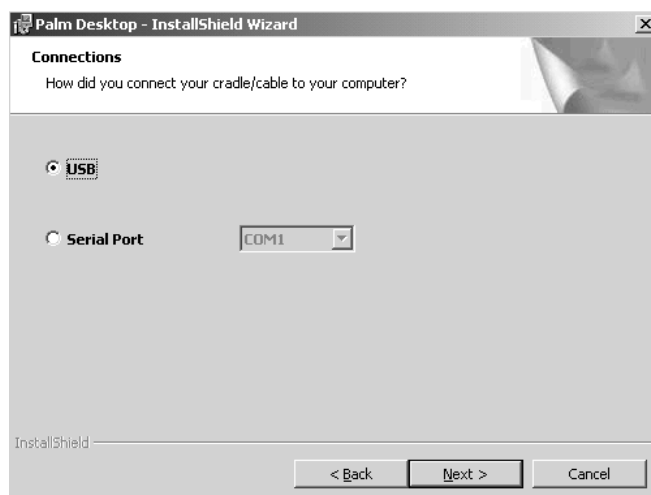 Palm Desktop - InstallShield Wizard
Connections
How did you connect your cradle/cable to your computer?
USB
Serial Port COM1
InstallShield
< Back Next > Cancel